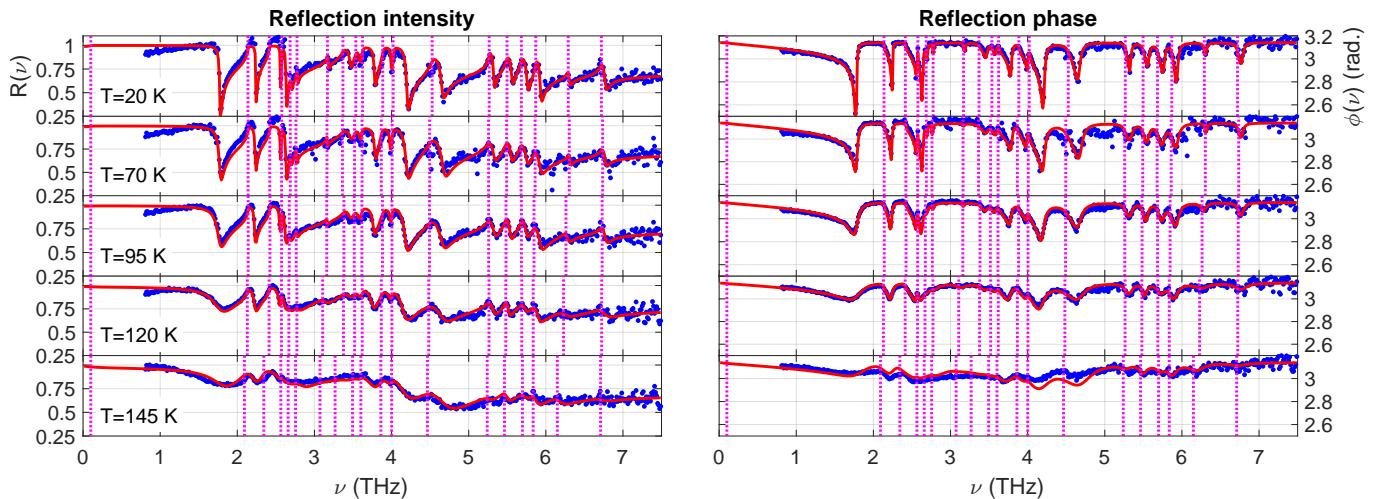 Reflection intensity
R(ν)
1
0.75
0.5
0.25
T=20 K
0.75
0.5
0.25
T=70 K
0.75
0.5
0.25
T=95 K
0.75
0.5
0.25
T=120 K
0.75
0.5
0.25
T=145 K
0 1 2 3 4 5 6 7
ν (THz)
Reflection phase
3.2
3
2.8
2.6
3
2.8
2.6
3
2.8
2.6
3
2.8
2.6
3
2.8
2.6
ϕ(ν) (rad.)
0 1 2 3 4 5 6 7
ν (THz)